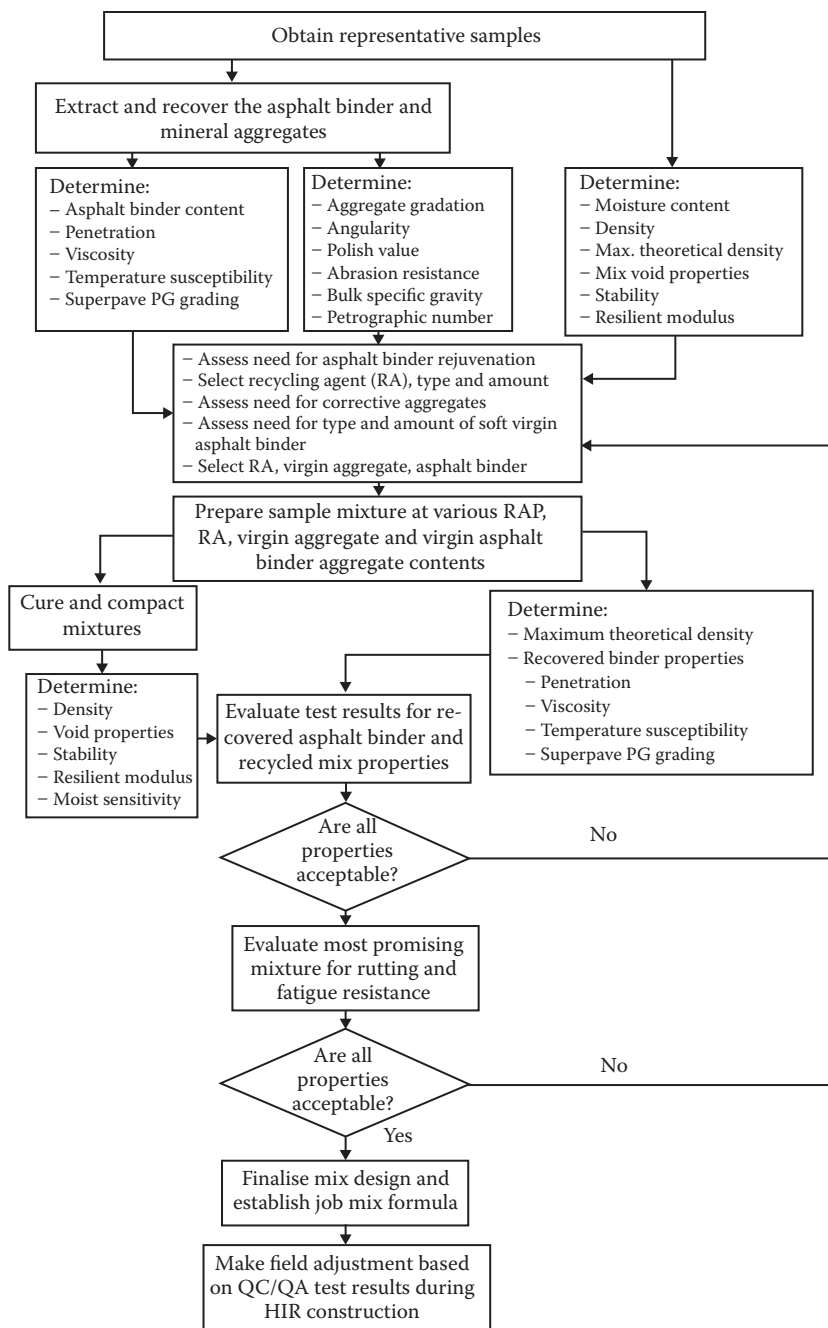 Obtain representative samples
Extract and recover the asphalt binder and
mineral aggregates
Determine:
– Asphalt binder content
– Penetration
– Viscosity
– Temperature susceptibility
– Superpave PG grading
Determine:
– Aggregate gradation
– Angularity
– Polish value
– Abrasion resistance
– Bulk specific gravity
– Petrographic number
Determine:
– Moisture content
– Density
– Max. theoretical density
– Mix void properties
– Stability
– Resilient modulus
– Assess need for asphalt binder rejuvenation
– Select recycling agent (RA), type and amount
– Assess need for corrective aggregates
– Assess need for type and amount of soft virgin
asphalt binder
– Select RA, virgin aggregate, asphalt binder
Prepare sample mixture at various RAP,
RA, virgin aggregate and virgin asphalt
binder aggregate contents
Cure and compact
mixtures
Determine:
– Density
– Void properties
– Stability
– Resilient modulus
– Moist sensitivity
Determine:
– Maximum theoretical density
– Recovered binder properties
– Penetration
– Viscosity
– Temperature susceptibility
– Superpave PG grading
Evaluate test results for re-
covered asphalt binder and
recycled mix properties
Are all
properties
acceptable?
No
Evaluate most promising
mixture for rutting and
fatigue resistance
Are all
properties
acceptable?
No
Yes
Finalise mix design and
establish job mix formula
Make field adjustment based
on QC/QA test results during
HIR construction